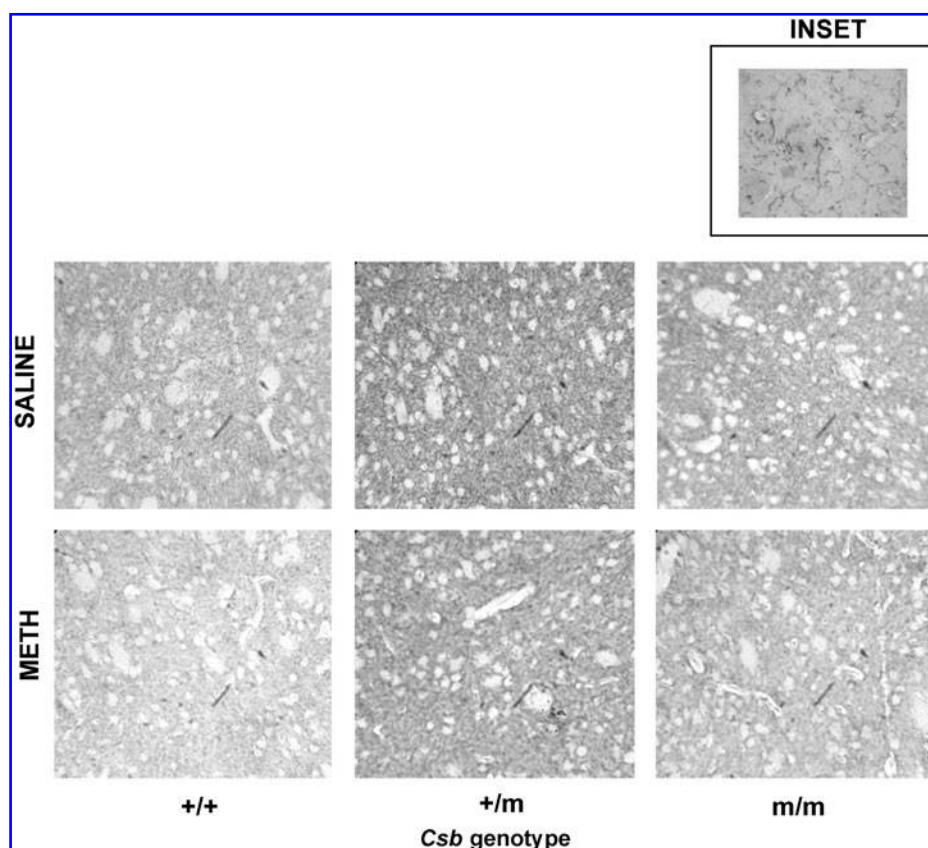 INSET
SALINE
METH
+/+ +/m m/m
Csb genotype